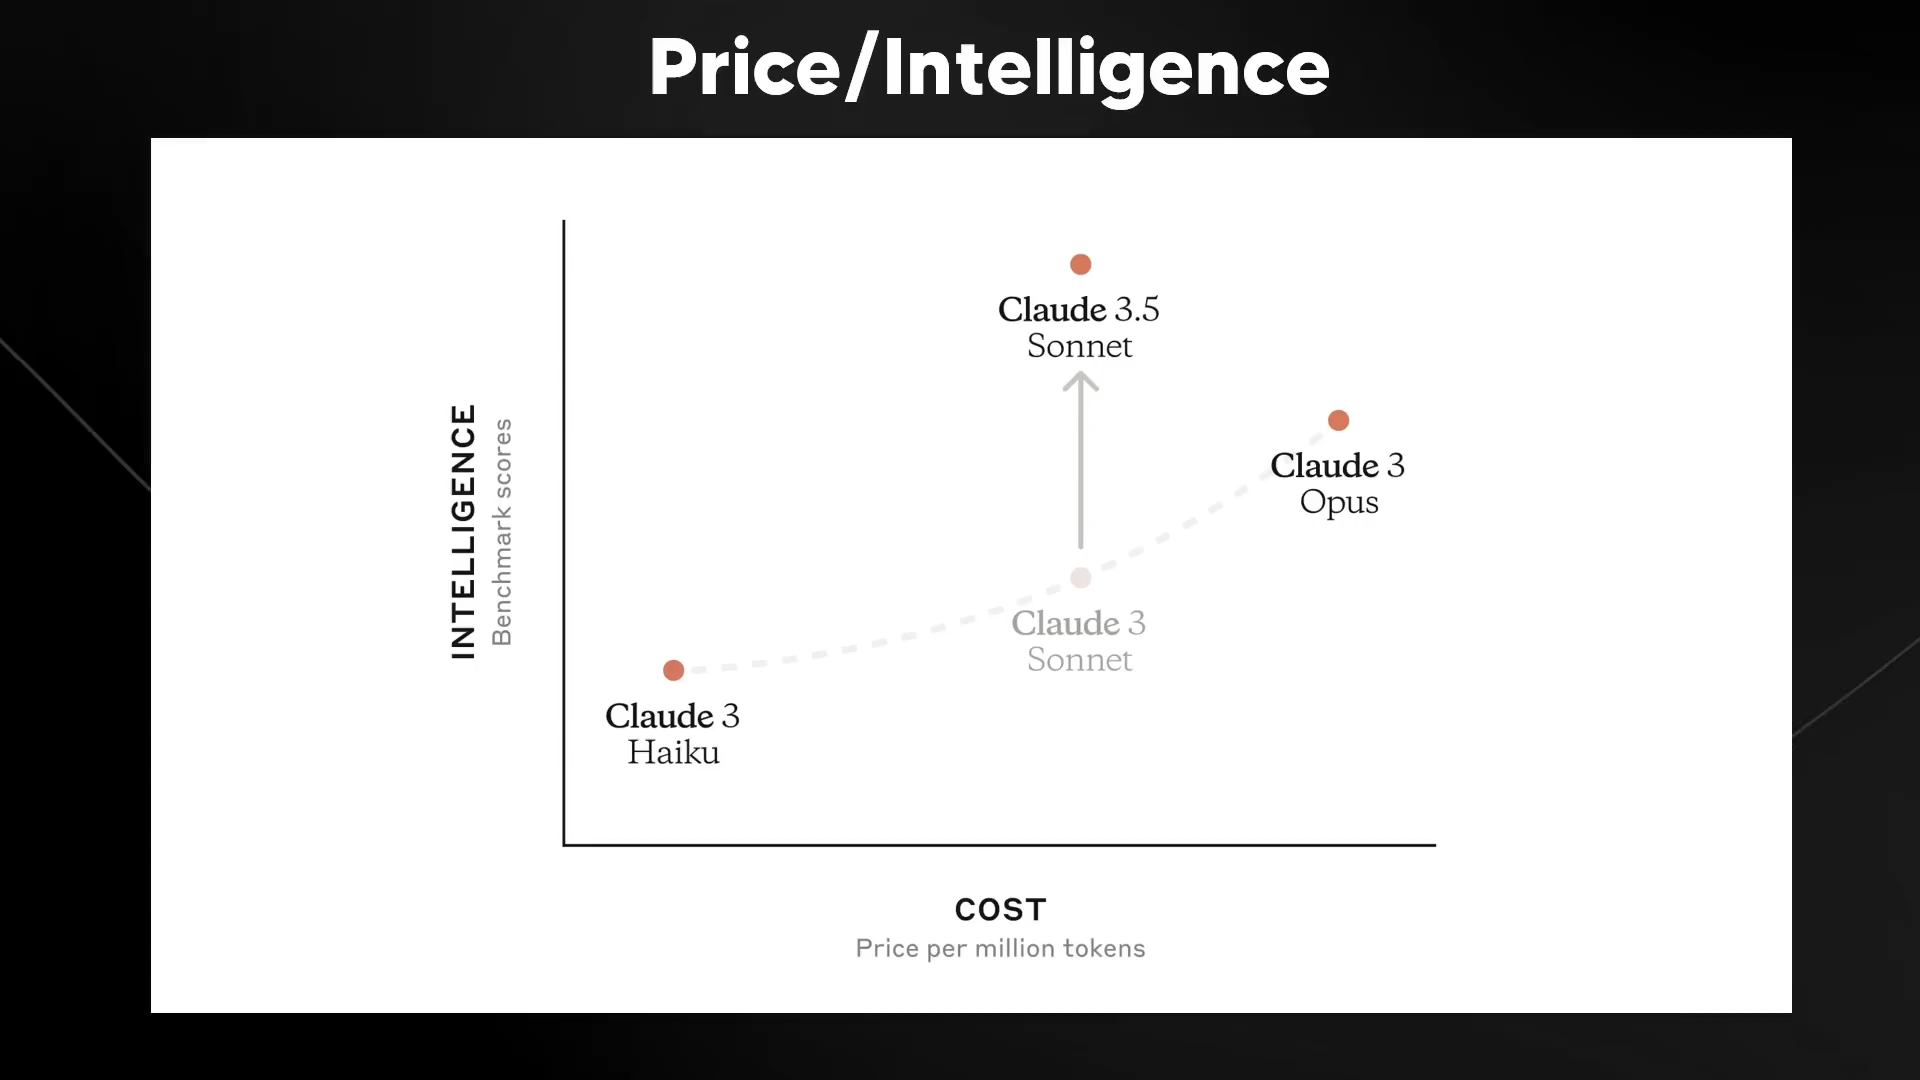 Price/Intelligence
INTELLIGENCE
Benchmark scores
Claude 3.5
Sonnet
Claude 3
Opus
Claude 3
Sonnet
Claude 3
Haiku
COST
Price per million tokens